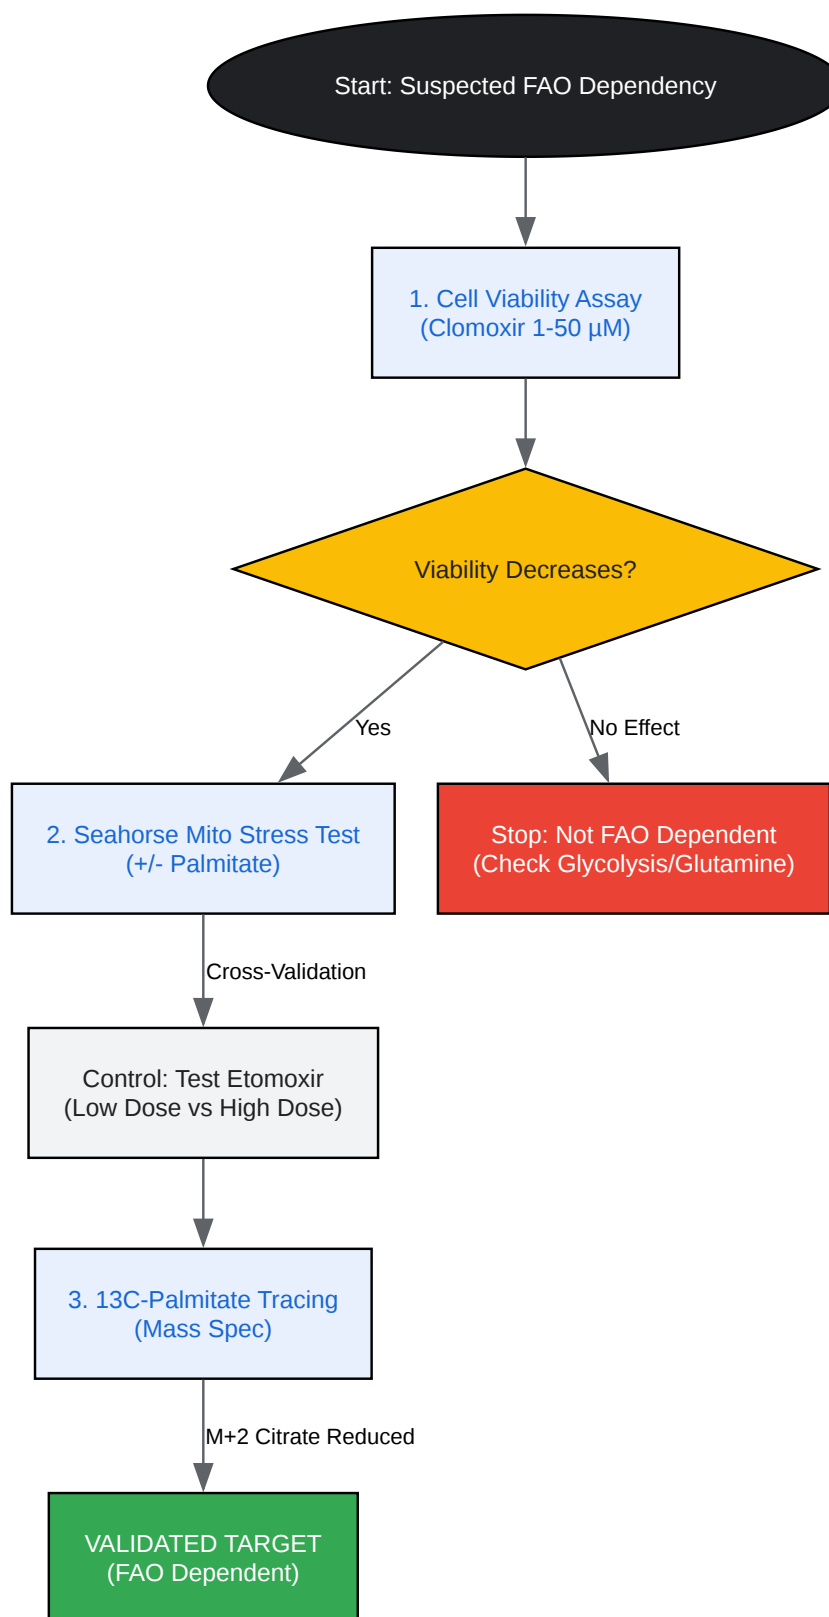 Start: Suspected FAO Dependency
1. Cell Viability Assay
(Clomoxir 1-50 µM)
Viability Decreases?
Yes
No Effect
2. Seahorse Mito Stress Test
(+/- Palmitate)
Stop: Not FAO Dependent
(Check Glycolysis/Glutamine)
Cross-Validation
Control: Test Etomoxir
(Low Dose vs High Dose)
3. 13C-Palmitate Tracing
(Mass Spec)
M+2 Citrate Reduced
VALIDATED TARGET
(FAO Dependent)